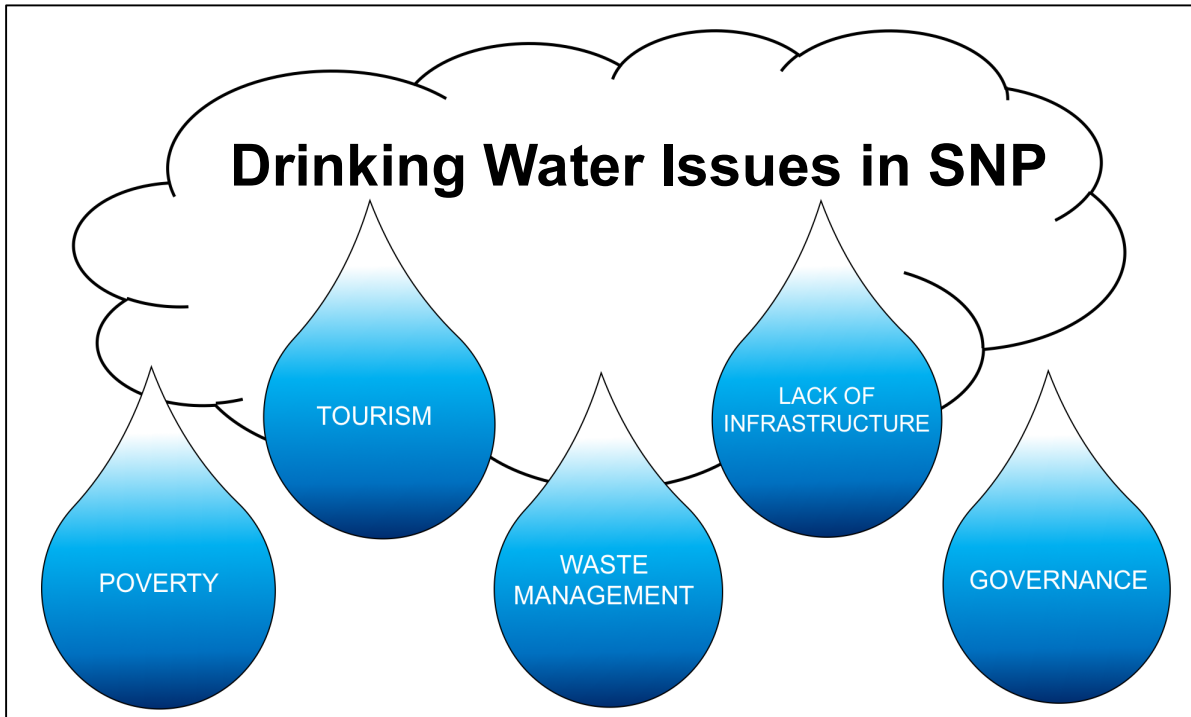 Drinking Water Issues in SNP
TOURISM
LACK OF
INFRASTRUCTURE
POVERTY
WASTE
MANAGEMENT
GOVERNANCE